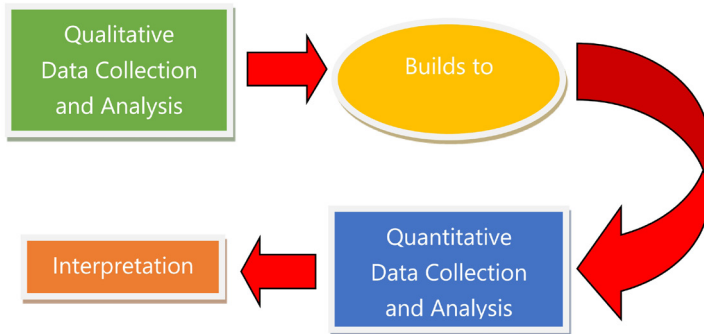 Qualitative
Data Collection
and Analysis
Builds to
Quantitative
Data Collection
and Analysis
Interpretation